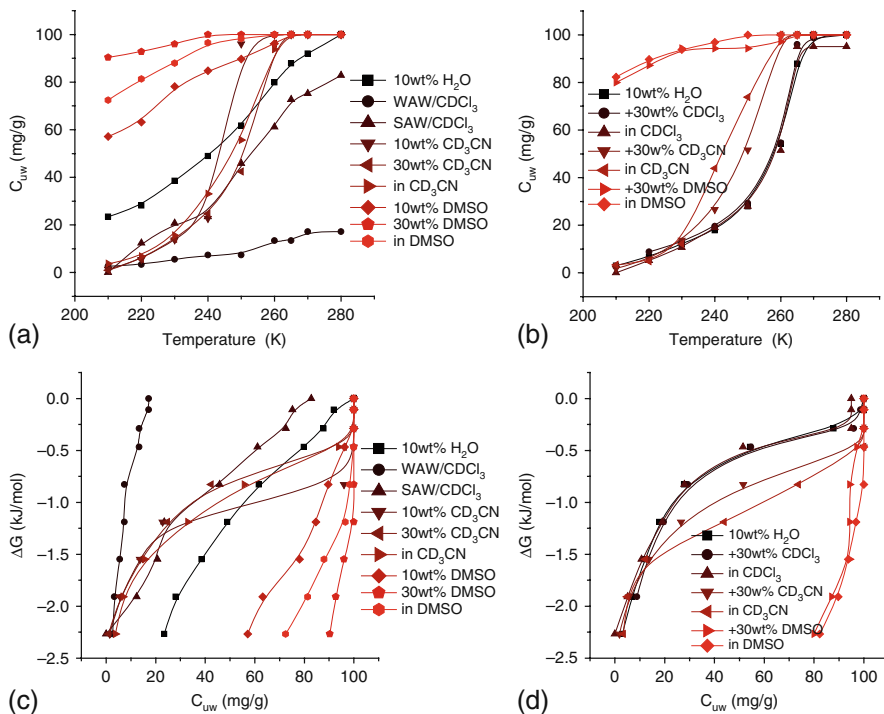 100
80
60
40
20
0
C_uw (mg/g)
200
220
240
260
280
Temperature (K)
(a)
10wt% H₂O
WAW/CDCl₃
SAW/CDCl₃
10wt% CD₃CN
30wt% CD₃CN
in CD₃CN
10wt% DMSO
30wt% DMSO
in DMSO
100
80
60
40
20
0
C_uw (mg/g)
200
220
240
260
280
Temperature (K)
(b)
10wt% H₂O
+30wt% CDCl₃
in CDCl₃
+30w% CD₃CN
in CD₃CN
+30wt% DMSO
in DMSO
0.0
−0.5
−1.0
−1.5
−2.0
−2.5
ΔG (kJ/mol)
0
20
40
60
80
100
C_uw (mg/g)
(c)
10wt% H₂O
WAW/CDCl₃
SAW/CDCl₃
10wt% CD₃CN
30wt% CD₃CN
in CD₃CN
10wt% DMSO
30wt% DMSO
in DMSO
0.0
−0.5
−1.0
−1.5
−2.0
−2.5
ΔG (kJ/mol)
0
20
40
60
80
100
C_uw (mg/g)
(d)
10wt% H₂O
+30wt% CDCl₃
in CDCl₃
+30w% CD₃CN
in CD₃CN
+30wt% DMSO
in DMSO